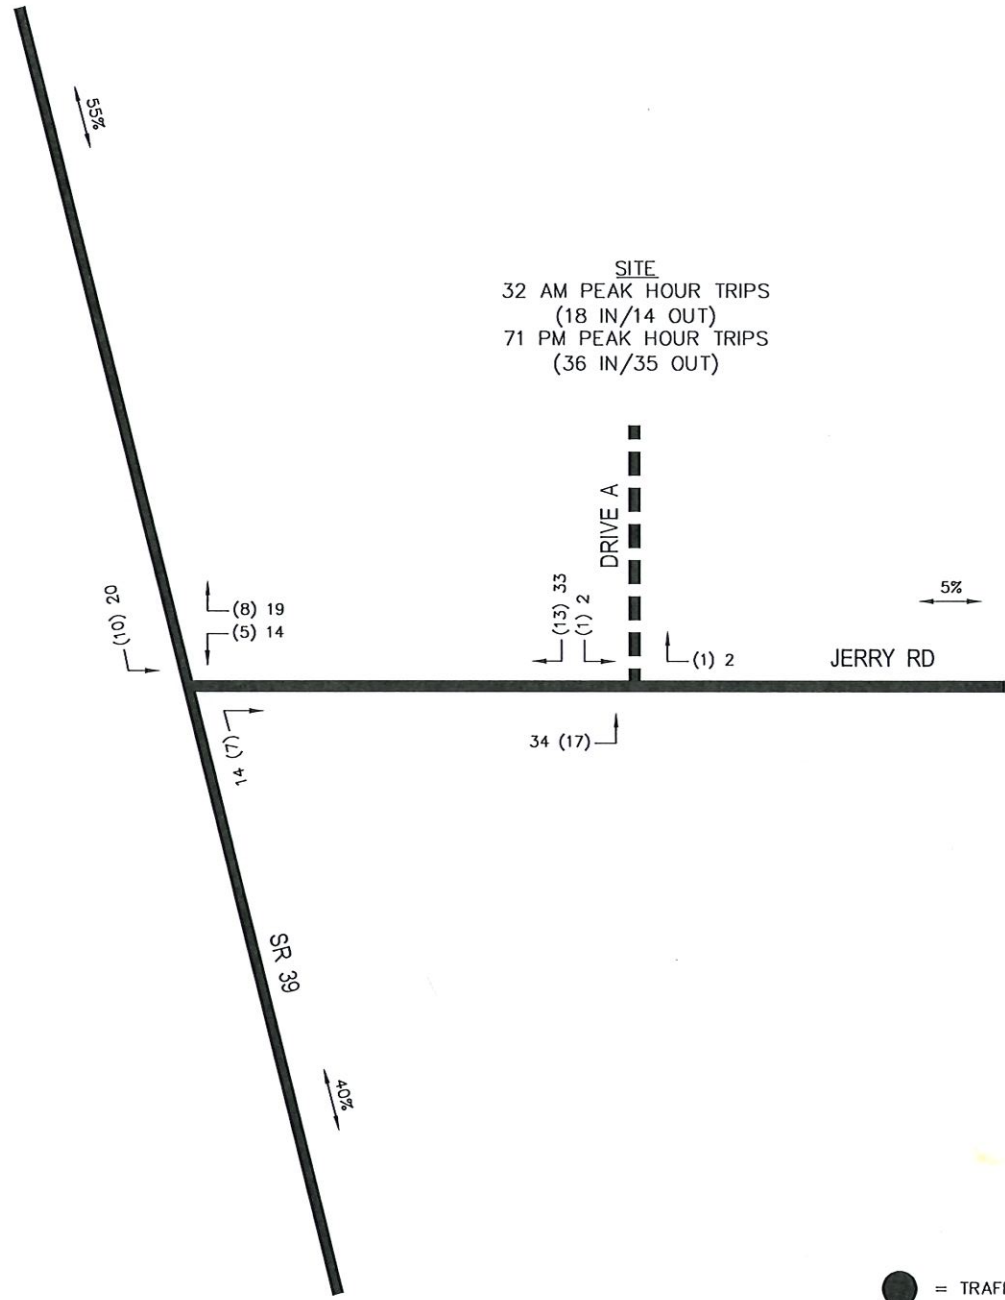 55%
SITE
32 AM PEAK HOUR TRIPS
(18 IN/14 OUT)
71 PM PEAK HOUR TRIPS
(36 IN/35 OUT)
DRIVE A
5%
(10) 20
(8) 19
(5) 14
(13) 33
(1) 2
(1) 2
JERRY RD
14 (7)
34 (17)
SR 39
40%